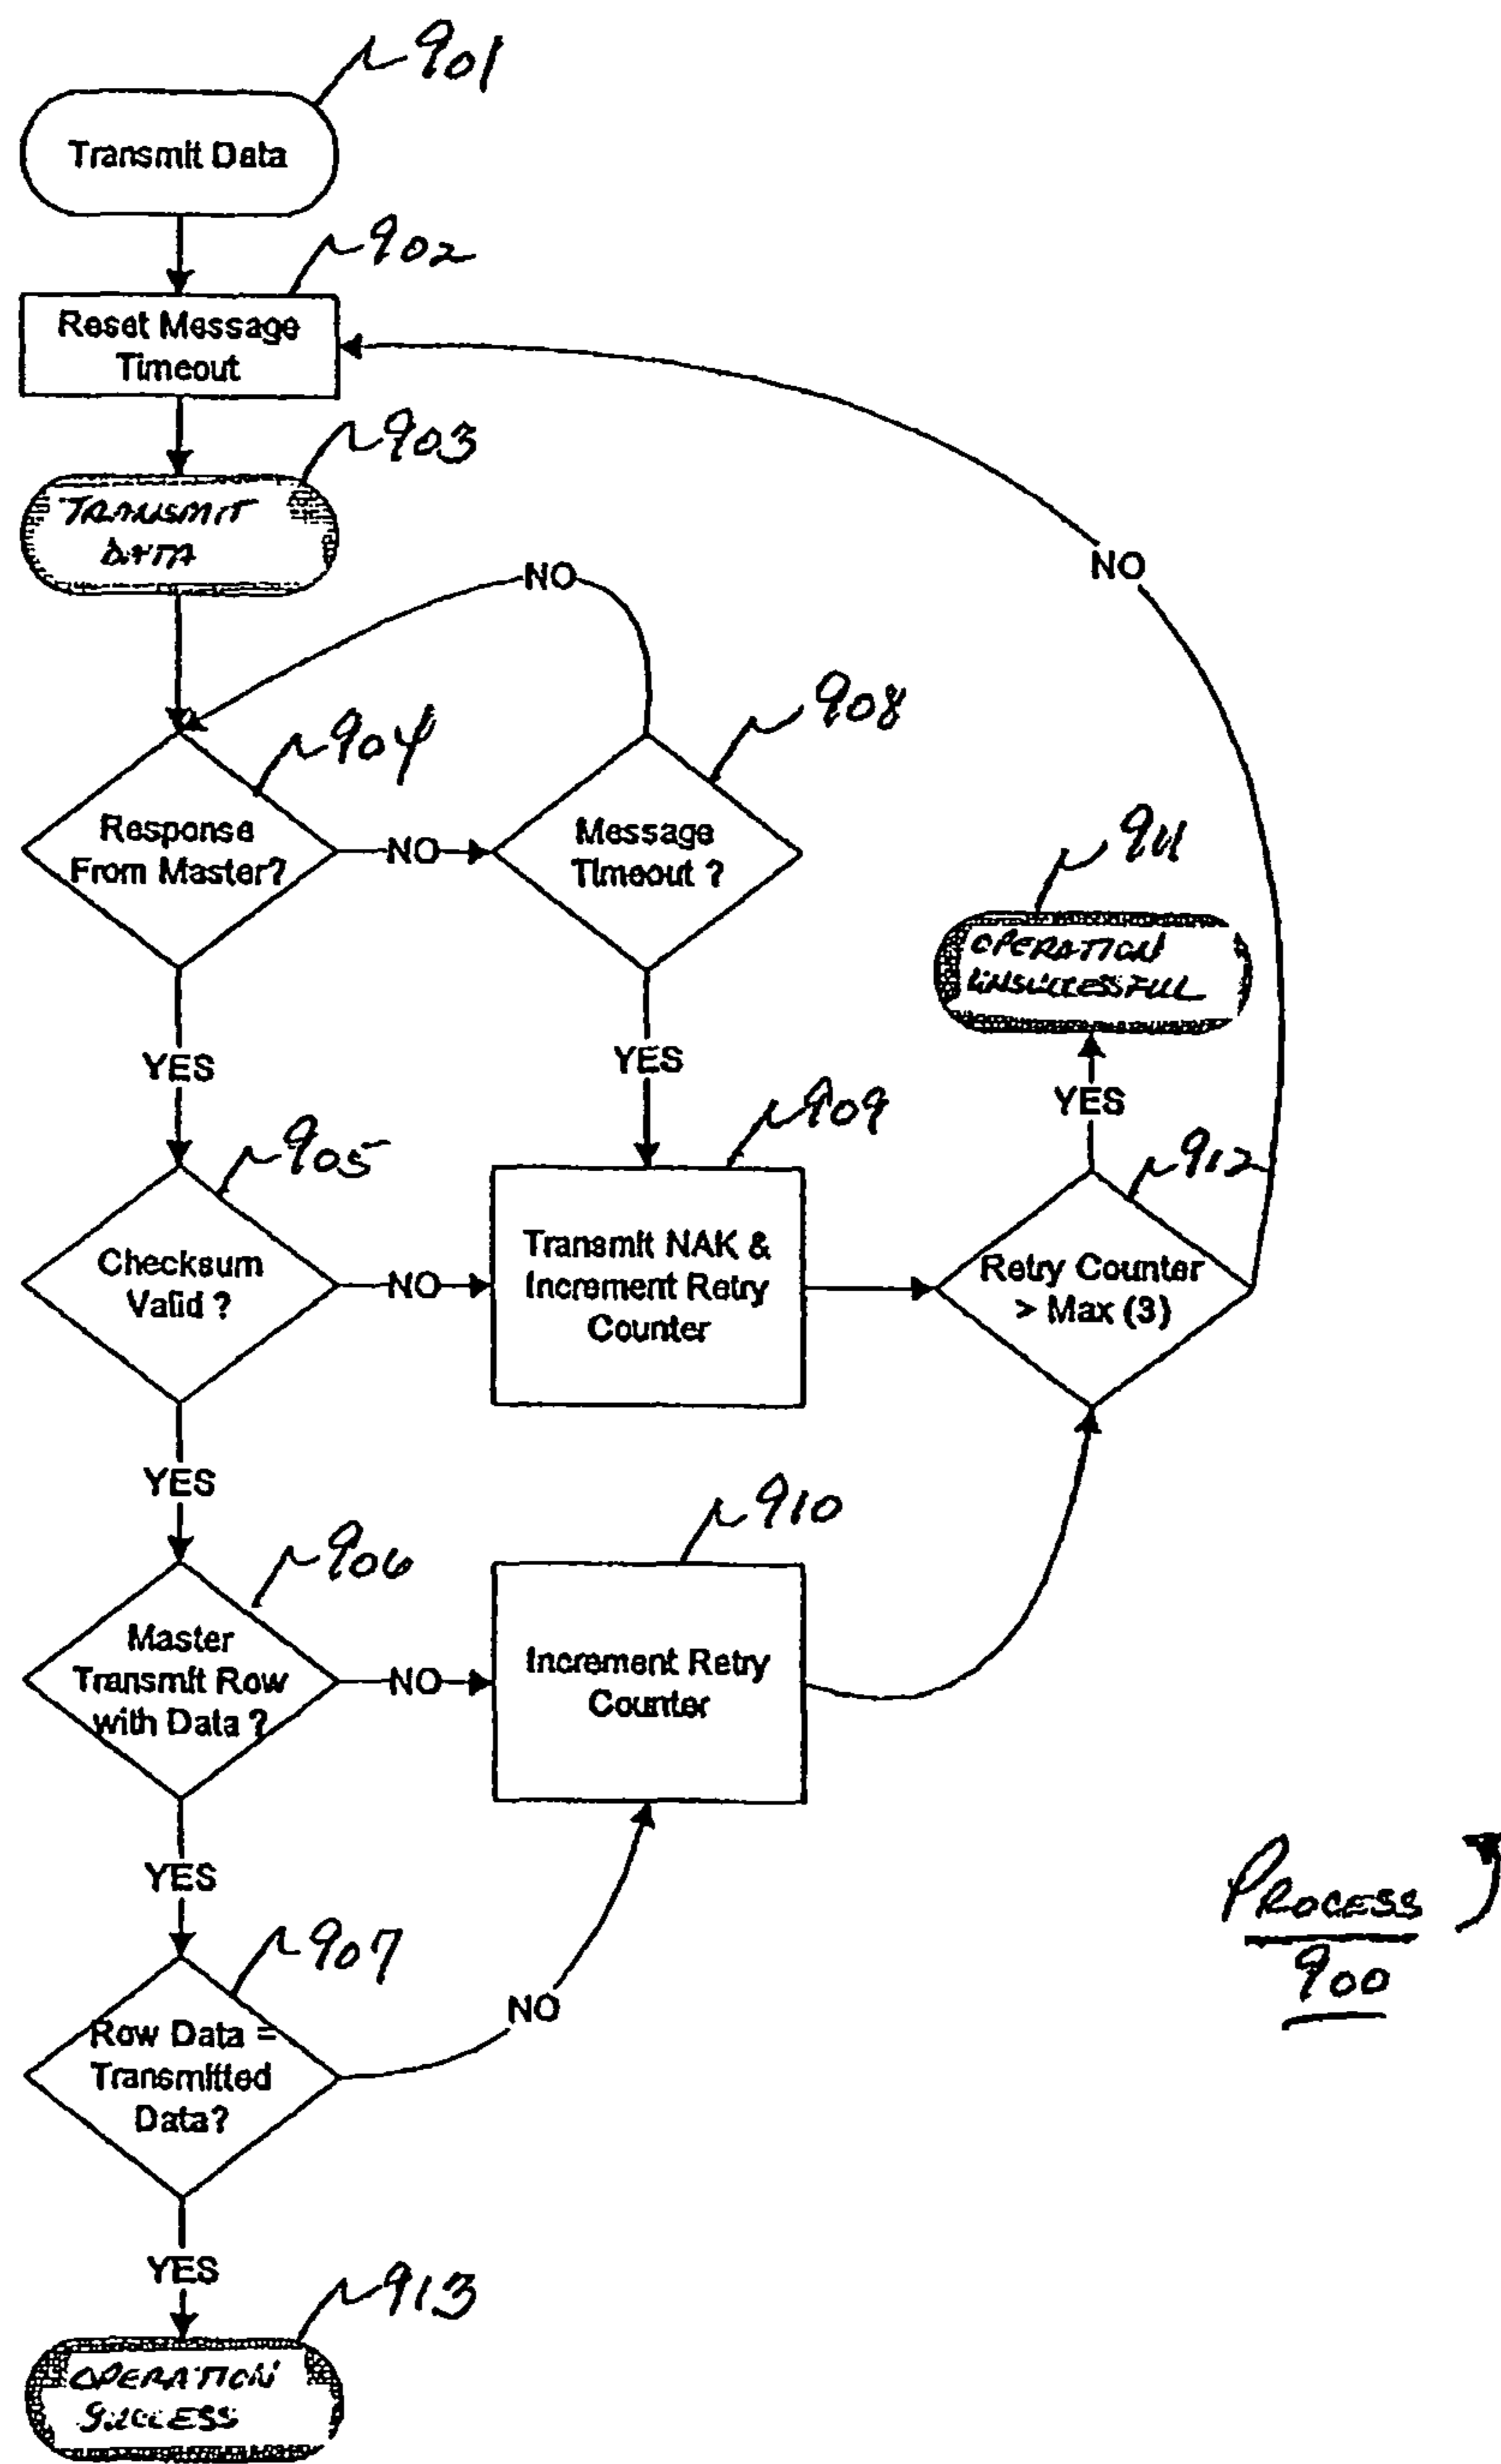 901
Transmit Data
902
Reset Message
Timeout
903
TRANSMIT
DATA
NO
NO
904
908
Response
From Master?
NO
Message
Timeout ?
911
OPERATION
UNSUCCESSFUL
YES
YES
YES
905
909
912
Checksum
Valid ?
NO
Transmit NAK &
Increment Retry
Counter
Retry Counter
> Max (3)
YES
906
910
Master
Transmit Row
with Data ?
NO
Increment Retry
Counter
YES
907
Row Data =
Transmitted
Data?
NO
PROCESS
900
YES
913
OPERATION
SUCCESS